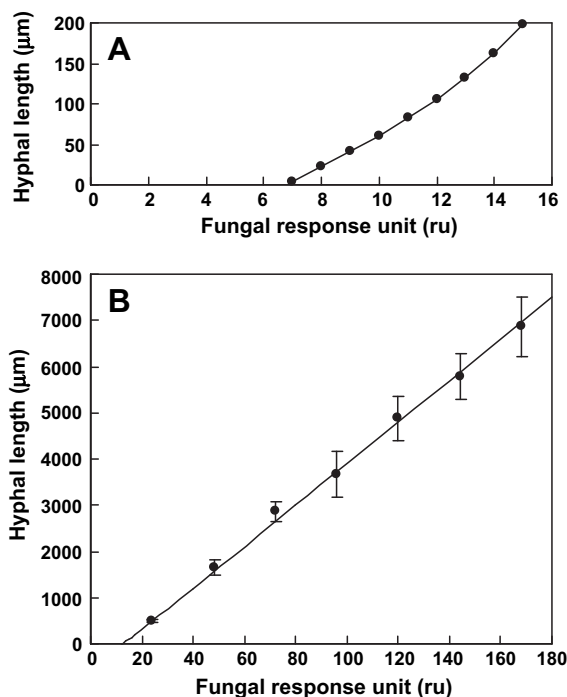 A
Hyphal length (μm)
200
150
100
50
0
0 2 4 6 8 10 12 14 16
Fungal response unit (ru)
B
Hyphal length (μm)
8000
7000
6000
5000
4000
3000
2000
1000
0
0 20 40 60 80 100 120 140 160 180
Fungal response unit (ru)